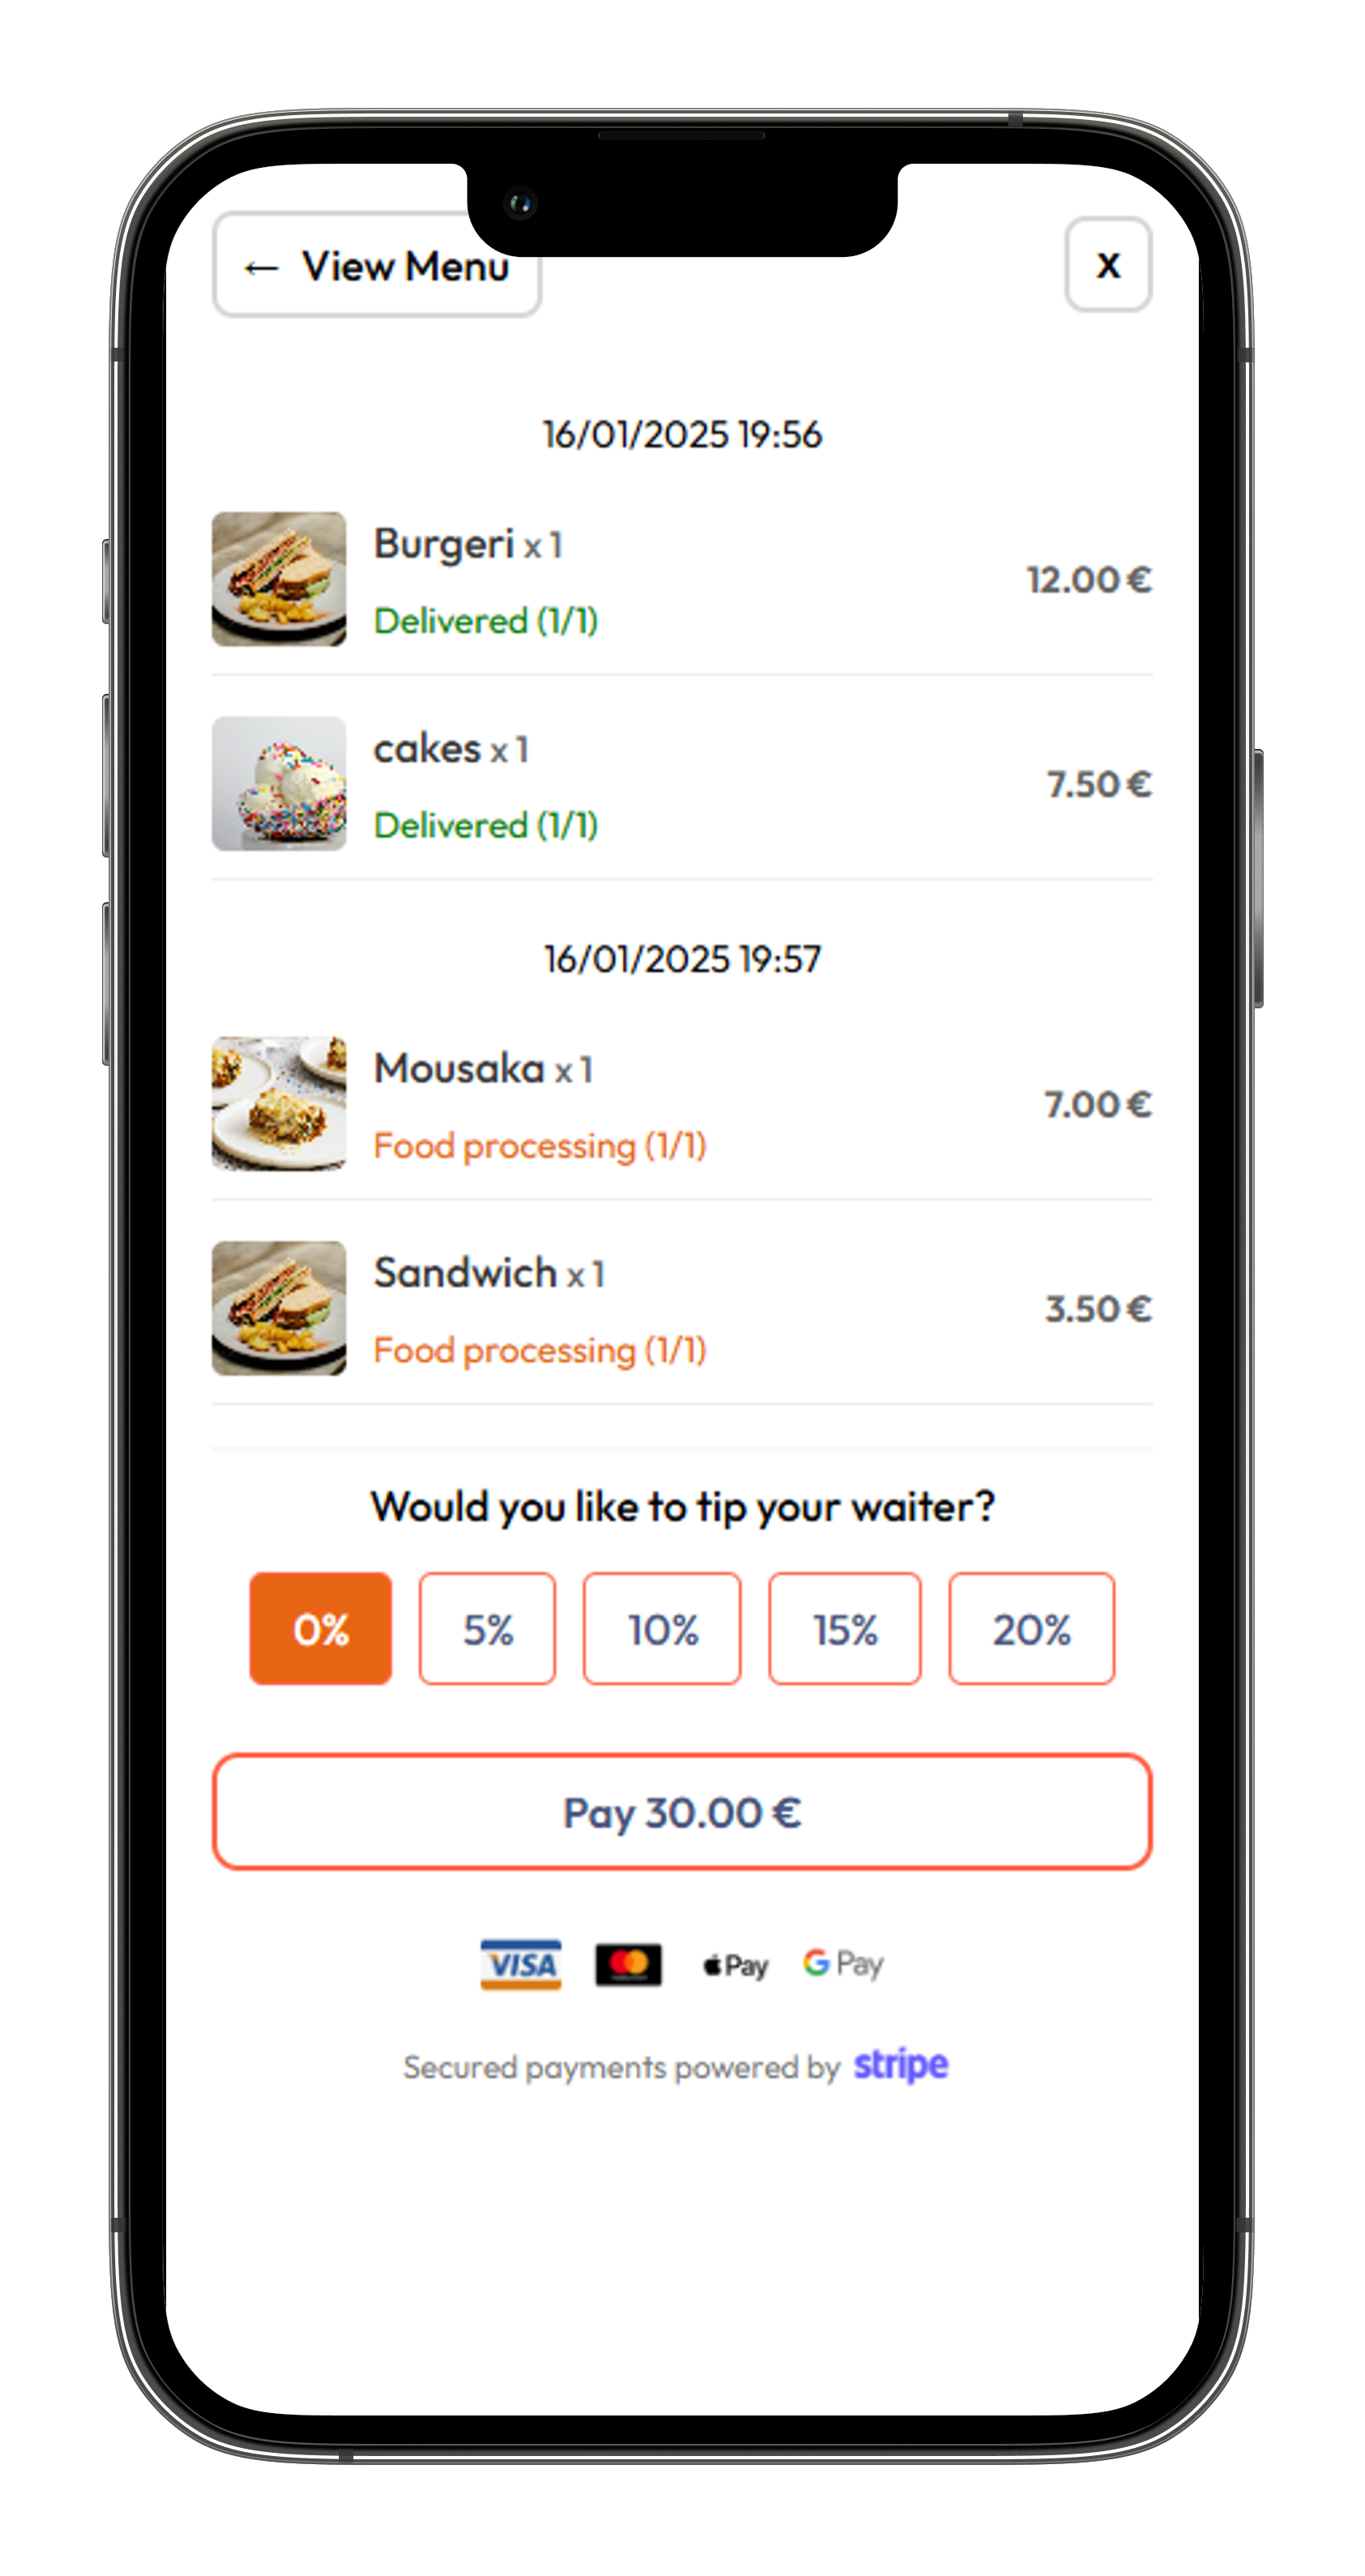 ← View Menu
x
16/01/2025 19:56
Burgeri x 1
12.00 €
Delivered (1/1)
cakes x 1
7.50 €
Delivered (1/1)
16/01/2025 19:57
Mousaka x 1
7.00 €
Food processing (1/1)
Sandwich x 1
3.50 €
Food processing (1/1)
Would you like to tip your waiter?
0% 5% 10% 15% 20%
Pay 30.00 €
VISA Pay G Pay
Secured payments powered by stripe